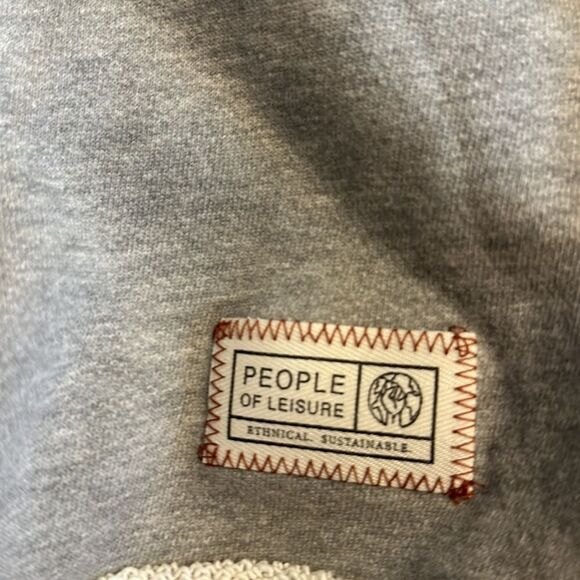 PEOPLE
OF LEISURE
ETHNICAL. SUSTAINABLE.